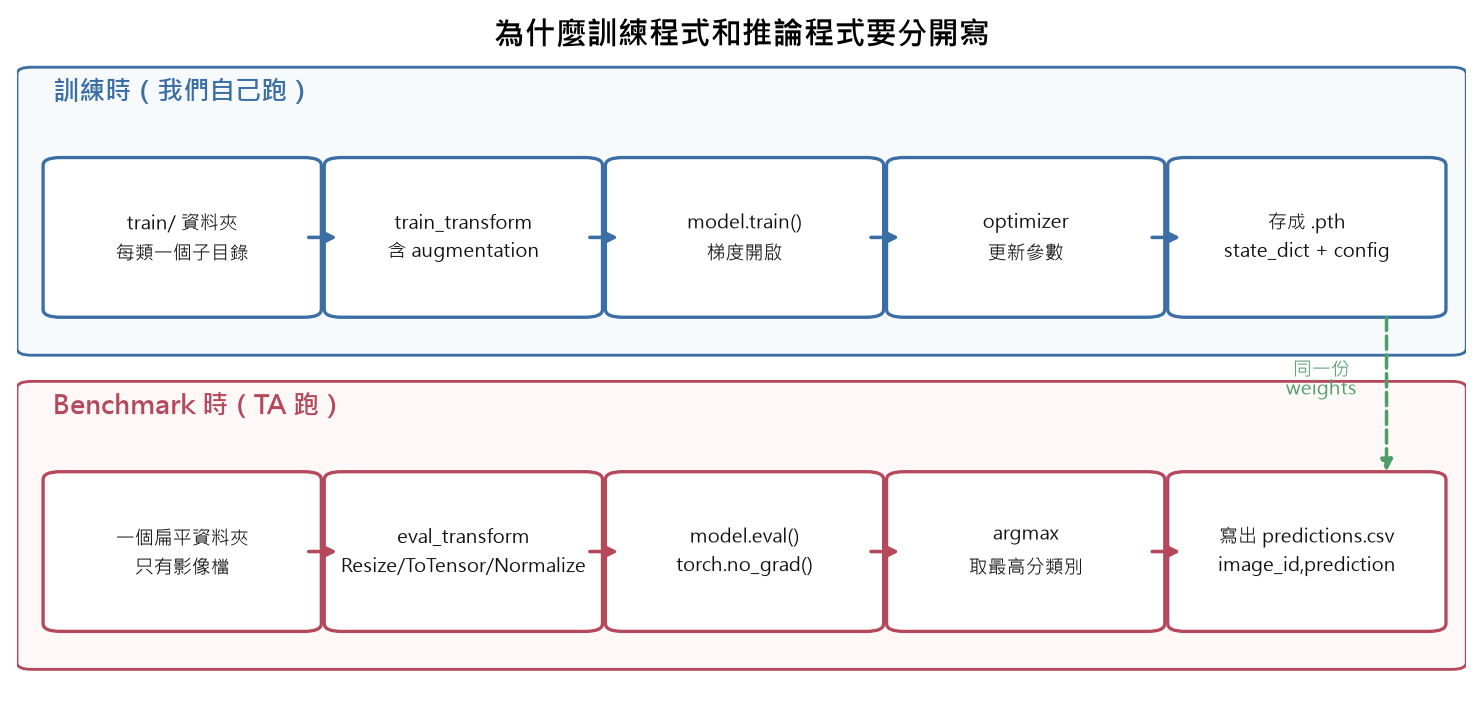 為什麼訓練程式和推論程式要分開寫
訓練時 ( 我們自己跑 )
train/ 資料夾
每類一個子目錄
train_transform
含 augmentation
model.train()
梯度開啟
optimizer
更新參數
存成 .pth
state_dict + config
同一份
weights
Benchmark 時 ( TA 跑 )
一個扁平資料夾
只有影像檔
eval_transform
Resize/ToTensor/Normalize
model.eval()
torch.no_grad()
argmax
取最高分類別
寫出 predictions.csv
image_id,prediction